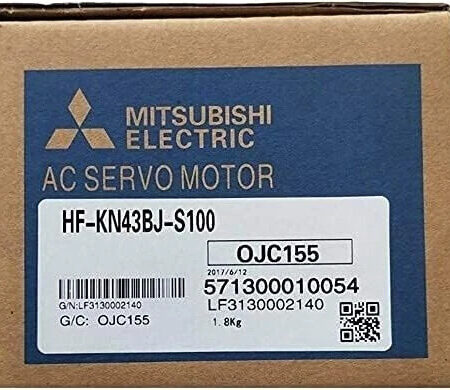 MITSUBISHI
ELECTRIC
AC SERVO MOTOR
HF-KN43BJ-S100
OJC155
2017/6/12
571300010054
G/N:LF3130002140
LF3130002140
G/C: OJC155
1.8Kg